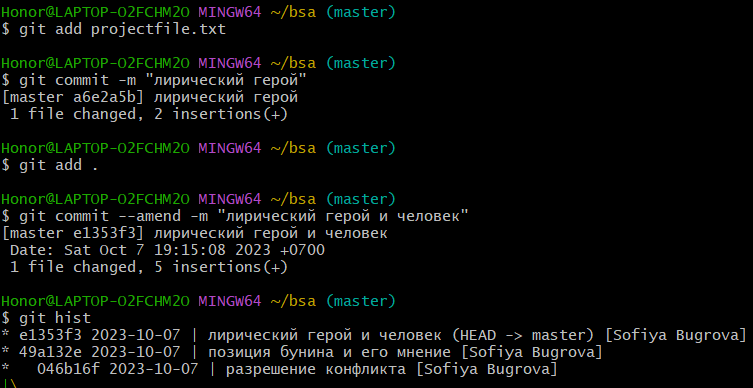 Honor@LAPTOP-O2FCHM2O MINGW64 ~/bsa (master)
$ git add projectfile.txt
Honor@LAPTOP-O2FCHM2O MINGW64 ~/bsa (master)
$ git commit -m "лирический герой"
[master a6e2a5b] лирический герой
 1 file changed, 2 insertions(+)
Honor@LAPTOP-O2FCHM2O MINGW64 ~/bsa (master)
$ git add .
Honor@LAPTOP-O2FCHM2O MINGW64 ~/bsa (master)
$ git commit --amend -m "лирический герой и человек"
[master e1353f3] лирический герой и человек
 Date: Sat Oct 7 19:15:08 2023 +0700
 1 file changed, 5 insertions(+)
Honor@LAPTOP-O2FCHM2O MINGW64 ~/bsa (master)
$ git hist
* e1353f3 2023-10-07 | лирический герой и человек (HEAD -> master) [Sofiya Bugrova]
* 49a132e 2023-10-07 | позиция бунина и его мнение [Sofiya Bugrova]
*   046b16f 2023-10-07 | разрешение конфликта [Sofiya Bugrova]
|\